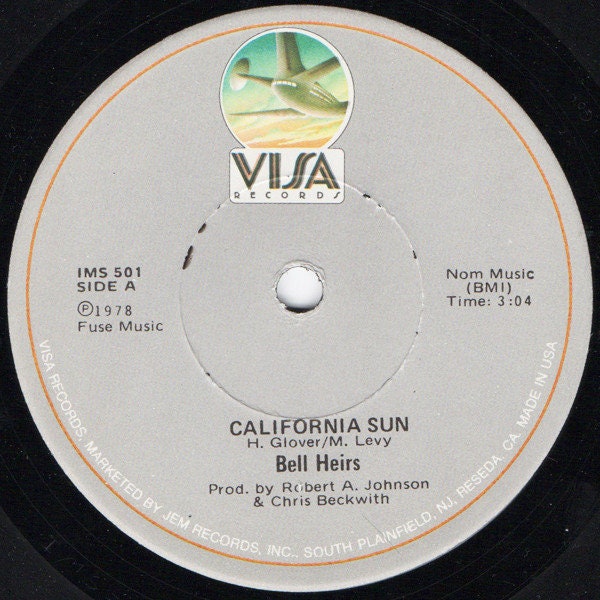 VISA
RECORDS
IMS 501
SIDE A
Ⓟ1978
Fuse Music
Nom Music
(BMI)
Time: 3:04
CALIFORNIA SUN
H. Glover/M. Levy
Bell Heirs
Prod. by Robert A. Johnson
& Chris Beckwith
VISA RECORDS, MARKETED BY JEM RECORDS, INC., SOUTH PLAINFIELD, NJ, RESEDA, CA. MADE IN USA